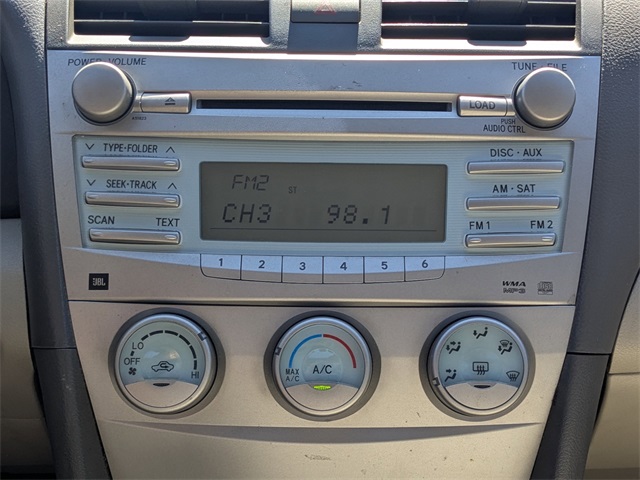 POWER·VOLUME
TUNE · FILE
LOAD
PUSH
AUDIO CTRL
TYPE·FOLDER
SEEK·TRACK
SCAN TEXT
FM2 ST
CH3 98.1
DISC · AUX
AM · SAT
FM 1 FM 2
1 2 3 4 5 6
JBL
WMA
MP3
LO
OFF
HI
MAX
A/C
A/C